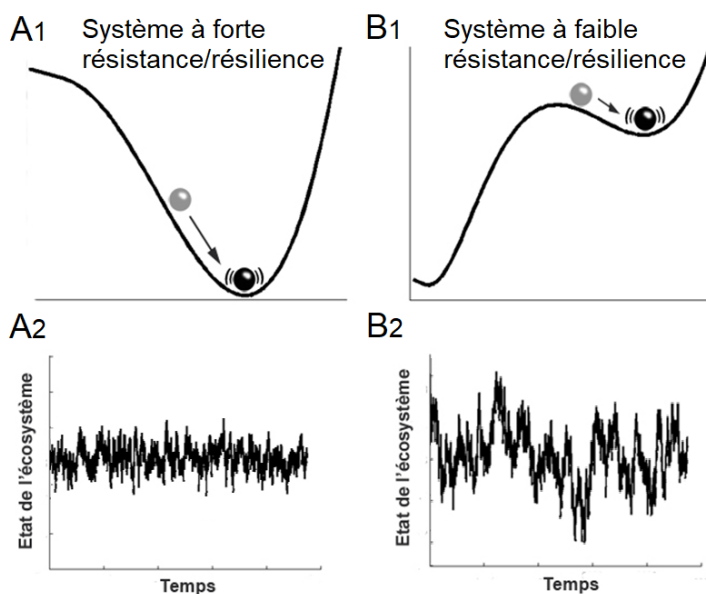 A1
Système à forte
résistance/résilience
B1
Système à faible
résistance/résilience
A2
Etat de l'écosystème
Temps
B2
Etat de l'écosystème
Temps